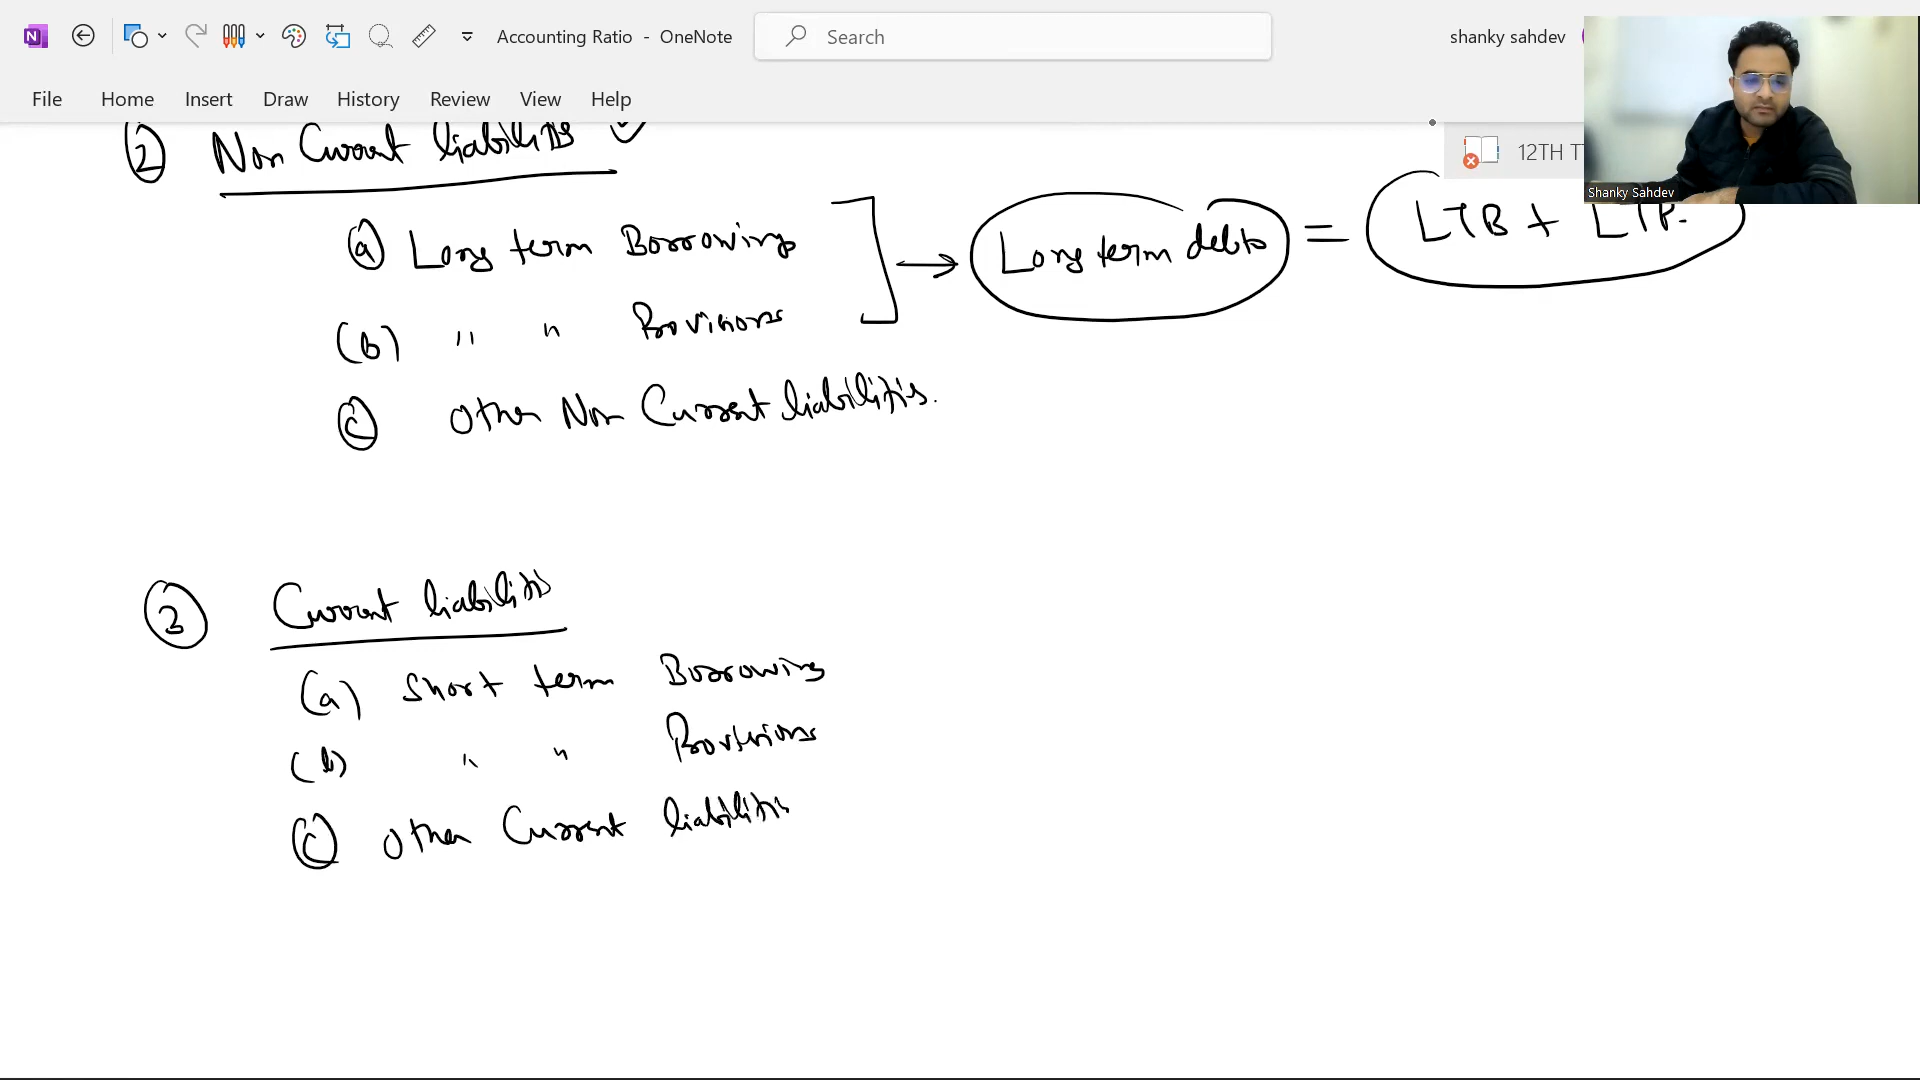 Accounting Ratio - OneNote
Search
shanky sahdev
File Home Insert Draw History Review View Help
12TH T
Shanky Sahdev
② Non Current liabilities ✓
ⓐ Long term Borrowings
→ Long term debts = LTB + LTP.
(b) " " Provisions
ⓒ Other Non Current liabilities.
③ Current liabilities
(a) Short term Borrowing
(b) " " Provisions
ⓒ Other Current liabilities